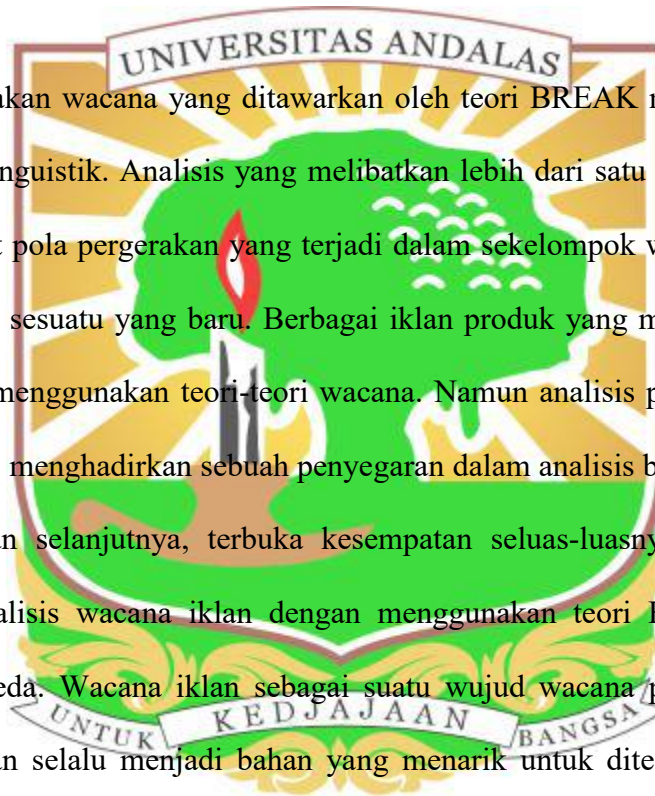 UNIVERSITAS ANDALAS
akan wacana yang ditawarkan oleh teori BREAK
nguistik. Analisis yang melibatkan lebih dari satu
pola pergerakan yang terjadi dalam sekelompok
sesuatu yang baru. Berbagai iklan produk yang
menggunakan teori-teori wacana. Namun analisis
menghadirkan sebuah penyegaran dalam analisis
an selanjutnya, terbuka kesempatan seluas-luasny
alisis wacana iklan dengan menggunakan teori
eda. Wacana iklan sebagai suatu wujud wacana
UNTUK KEDJAJAAN BANGSA
an selalu menjadi bahan yang menarik untuk dite